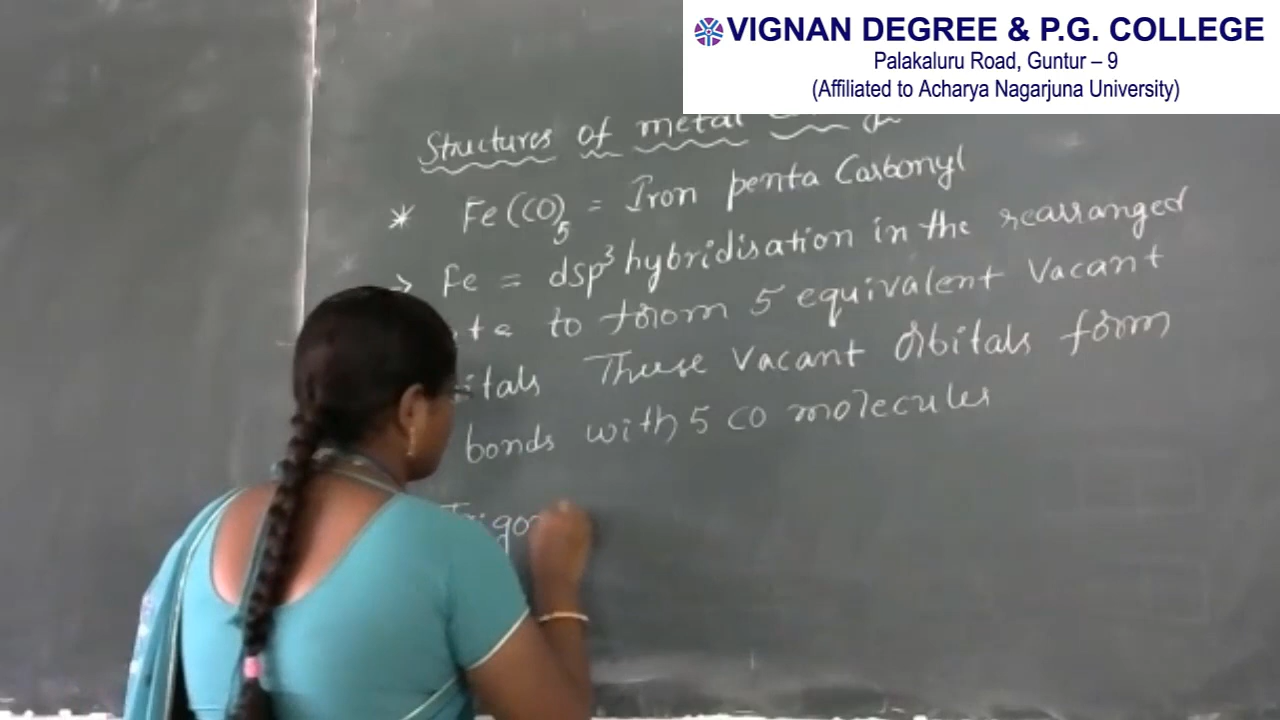 VIGNAN DEGREE & P.G. COLLEGE
Palakaluru Road, Guntur – 9
(Affiliated to Acharya Nagarjuna University)
Structures of metal
* Fe(CO)5 = Iron penta Carbonyl
> Fe = dsp3 hybridisation in the rearranged
to form 5 equivalent Vacant
These Vacant Orbitals form
bonds with 5 CO molecules